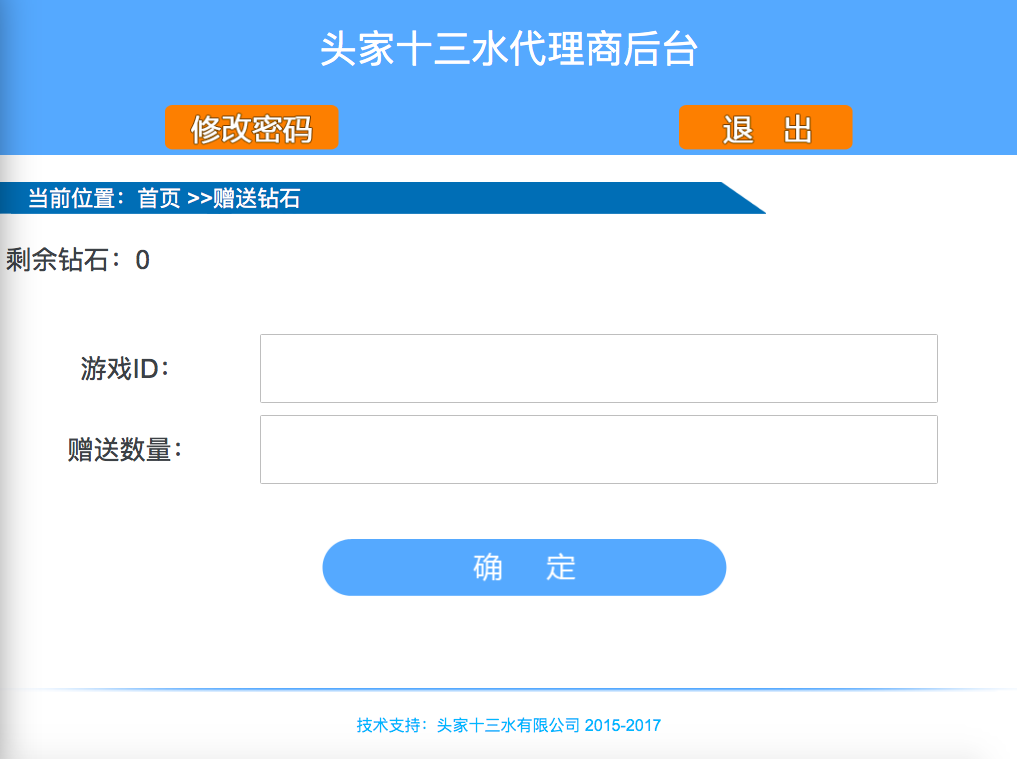 头家十三水代理商后台
修改密码 退 出
当前位置：首页 >>赠送钻石
剩余钻石：0
游戏ID：
赠送数量：
确 定
技术支持：头家十三水有限公司 2015-2017